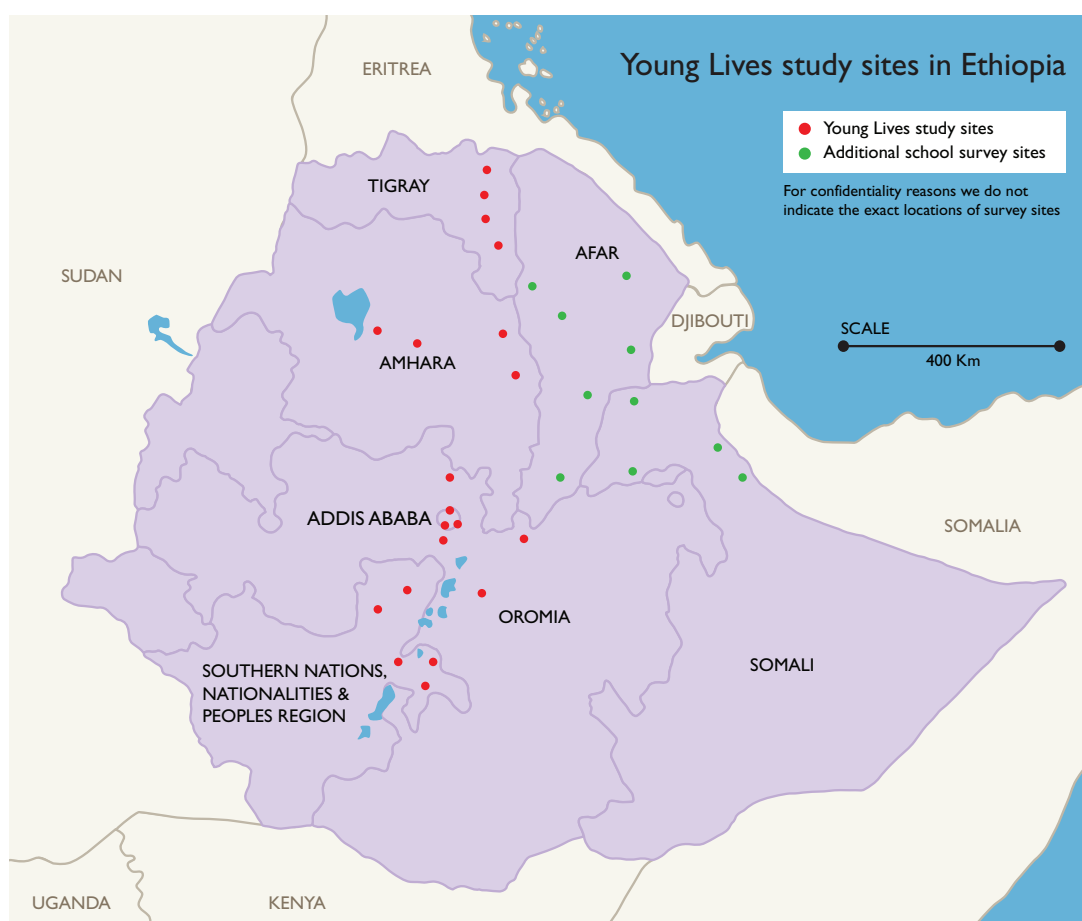 Young Lives study sites in Ethiopia
Young Lives study sites
Additional school survey sites
For confidentiality reasons we do not
indicate the exact locations of survey sites
ERITREA
TIGRAY
AFAR
SUDAN
DJIBOUTI
SCALE
400 Km
AMHARA
ADDIS ABABA
SOMALIA
OROMIA
SOMALI
SOUTHERN NATIONS,
NATIONALITIES &
PEOPLES REGION
UGANDA
KENYA